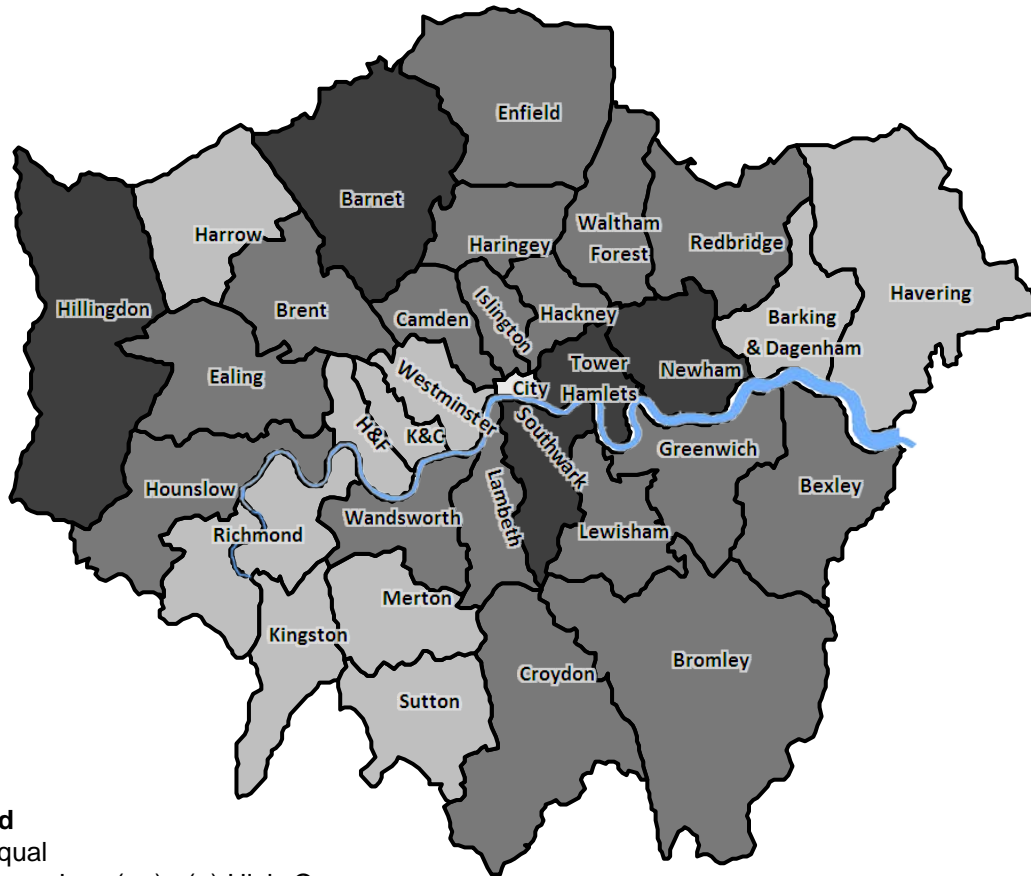 Enfield
Barnet
Waltham
Forest
Harrow
Haringey
Redbridge
Hillingdon
Brent
Camden
Islington
Hackney
Havering
Barking
& Dagenham
Ealing
Westminster
Tower
Hamlets
Newham
City
H&F
K&C
Southwark
Greenwich
Hounslow
Wandsworth
Lambeth
Bexley
Richmond
Lewisham
Merton
Kingston
Bromley
Croydon
Sutton
d
qual